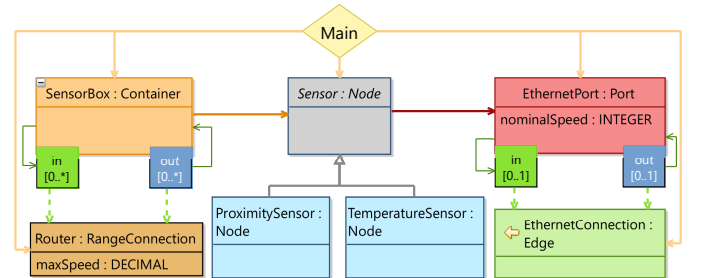 Main
SensorBox : Container
Sensor : Node
EthernetPort : Port
nominalSpeed : INTEGER
in
[0..*]
out
[0..*]
in
[0..1]
out
[0..1]
ProximitySensor :
Node
TemperatureSensor :
Node
EthernetConnection :
Edge
Router : RangeConnection
maxSpeed : DECIMAL